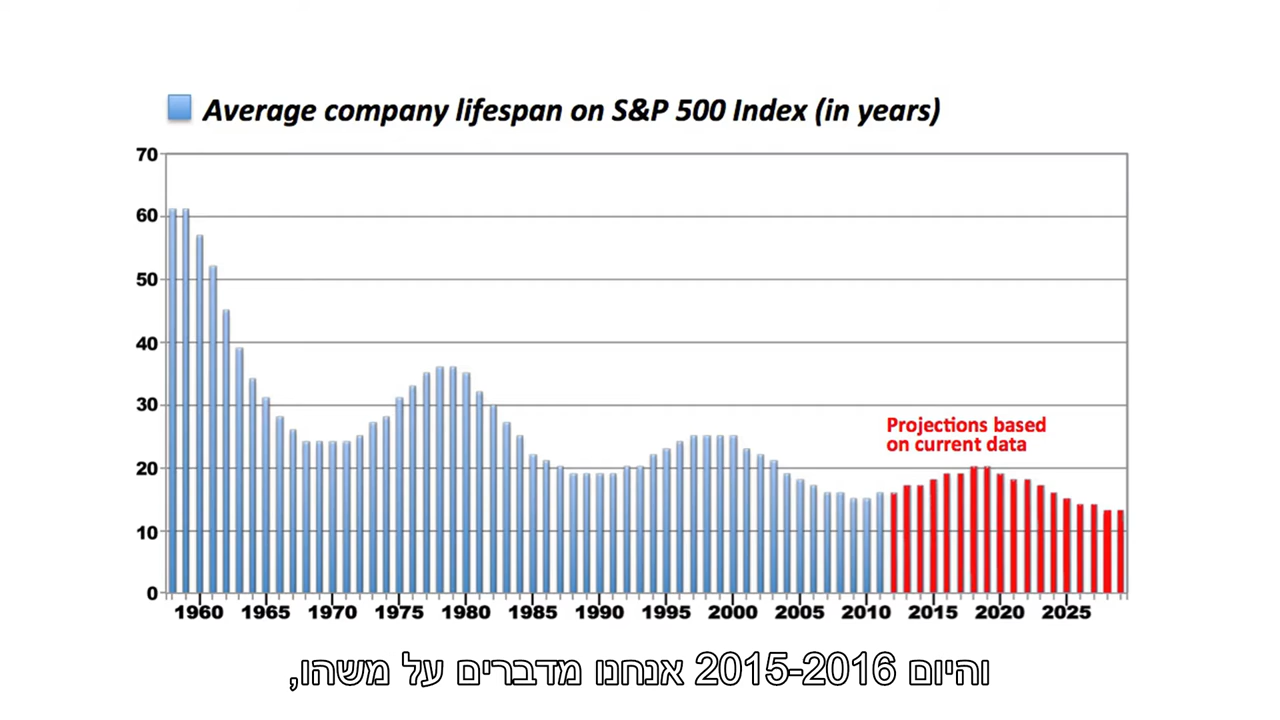 Average company lifespan on S&P 500 Index (in years)
70
60
50
40
30
20
10
0
Projections based
on current data
1960 1965 1970 1975 1980 1985 1990 1995 2000 2005 2010 2015 2020 2025
והיום 2015-2016 אנחנו מדברים על משהו,